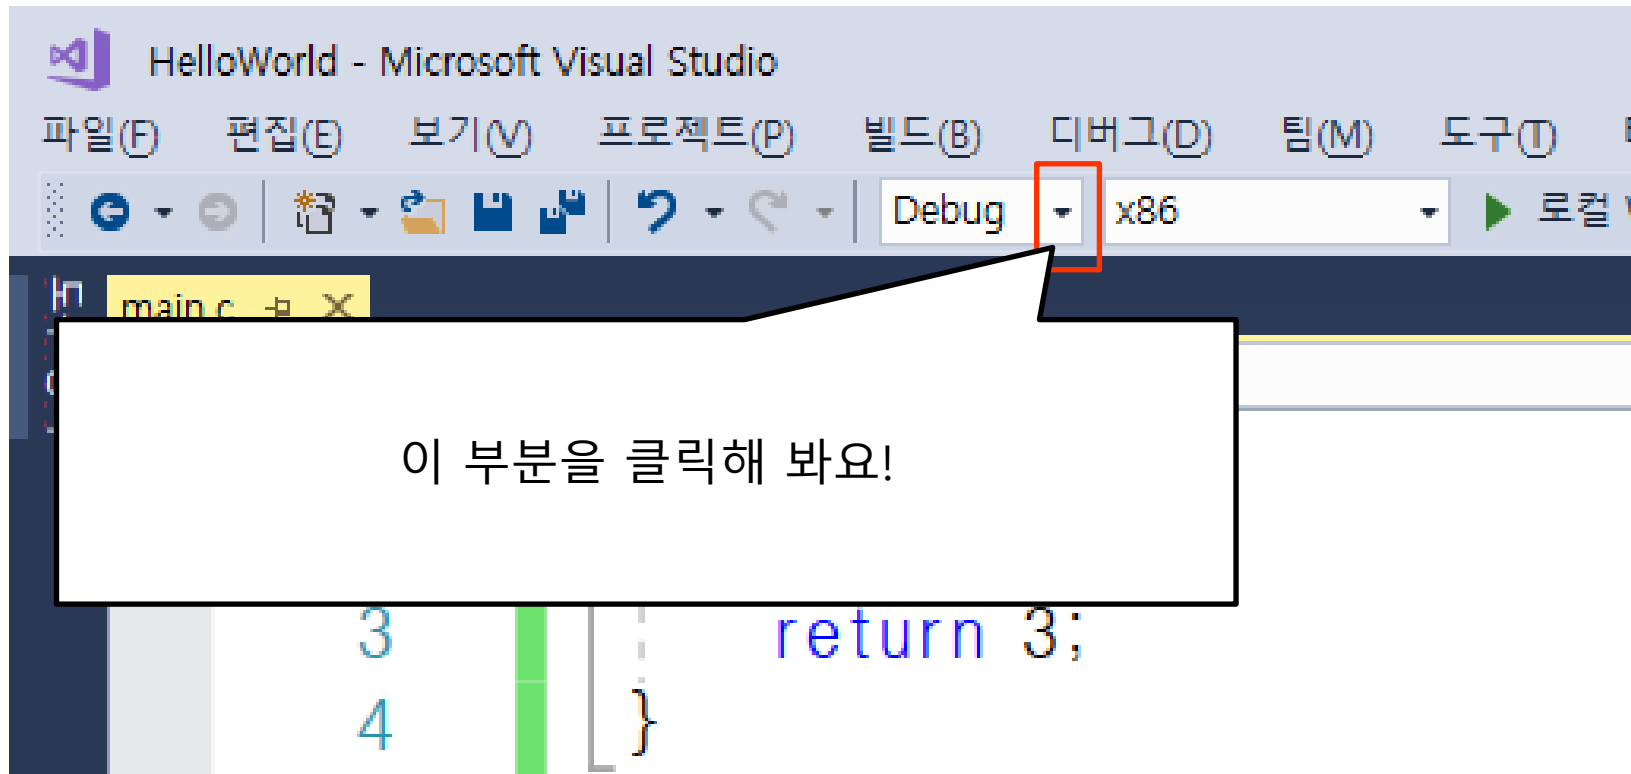 HelloWorld - Microsoft Visual Studio
파일(F) 편집(E) 보기(V) 프로젝트(P) 빌드(B) 디버그(D) 팀(M) 도구(T)
Debug x86 로컬
main.c
이 부분을 클릭해 봐요!
3 return 3;
4 }